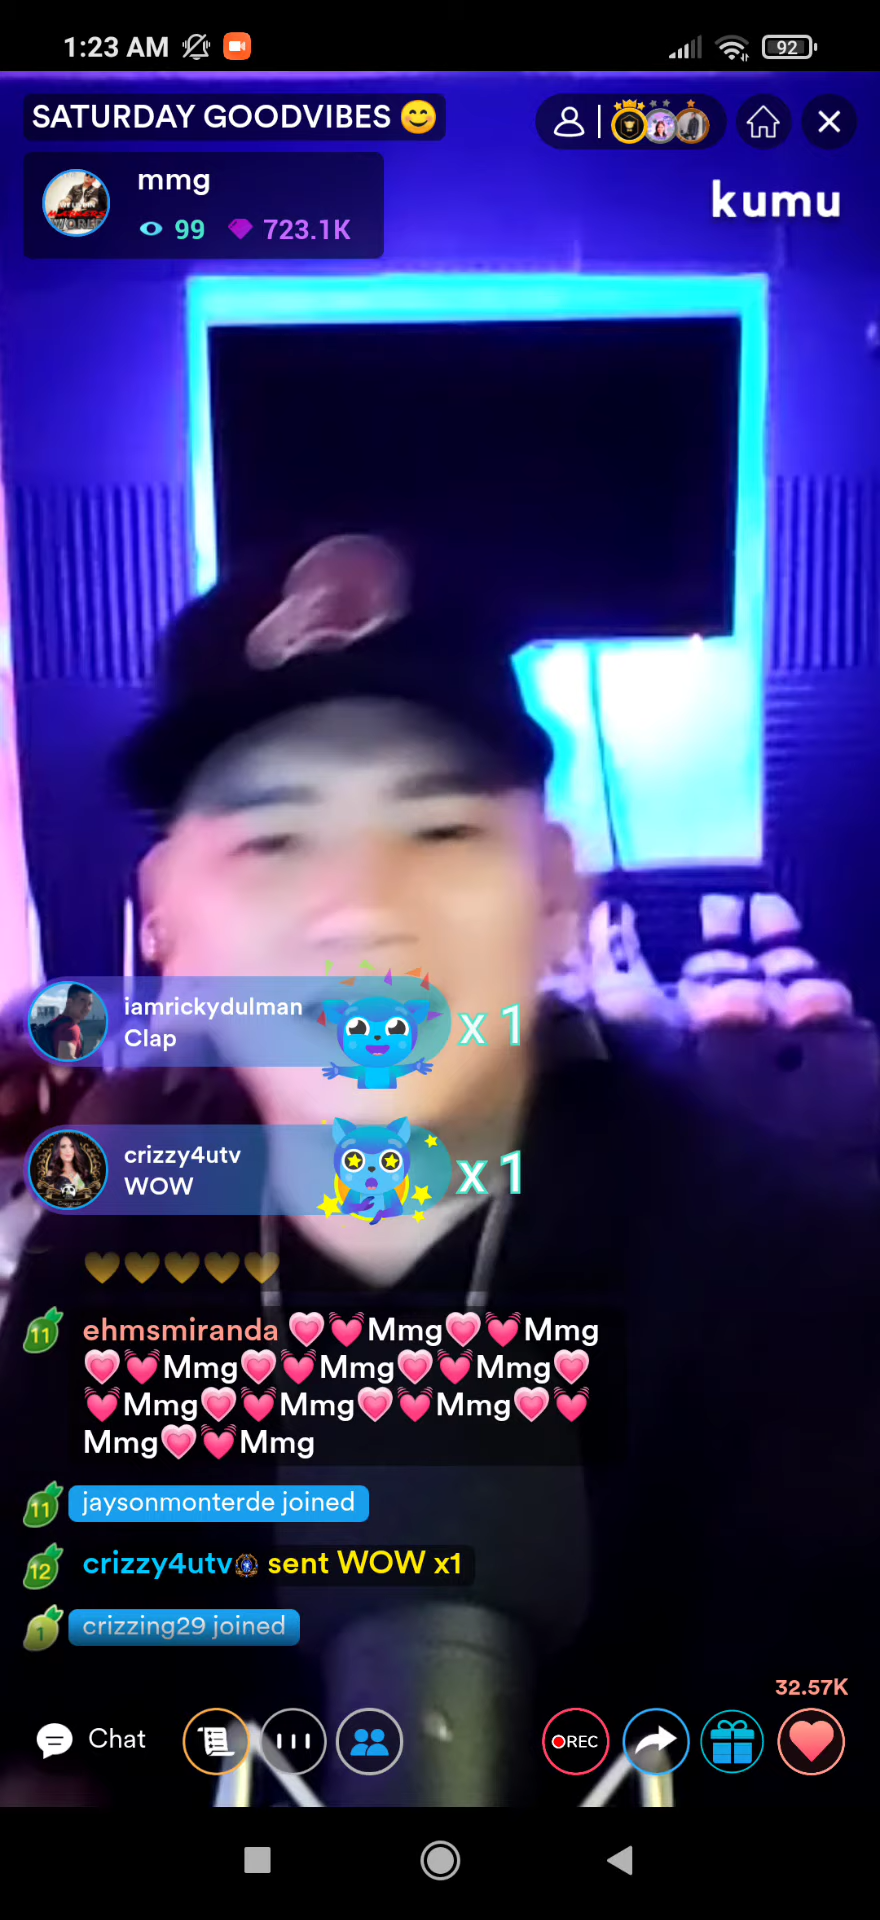 1:23 AM
92
SATURDAY GOODVIBES 😊
mmg
99 723.1K
kumu
iamrickydulman
Clap
x 1
crizzy4utv
WOW
x 1
💛💛💛💛💛
11 ehmsmiranda 💗💓Mmg💗💓Mmg
💗💓Mmg💗💓Mmg💗💓Mmg💗
💓Mmg💗💓Mmg💗💓Mmg💗💓
Mmg💗💓Mmg
11 jaysonmonterde joined
12 crizzy4utv sent WOW x1
1 crizzing29 joined
32.57K
Chat
REC